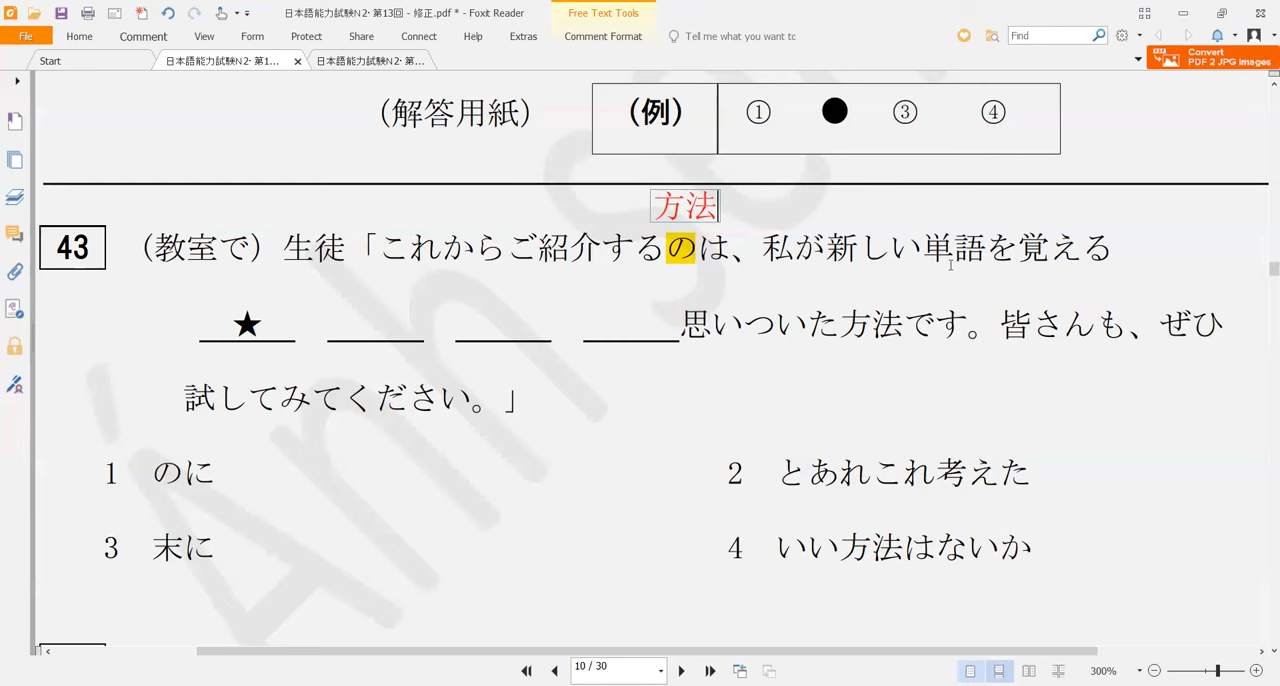 日本語能力試験N2・第13回 - 修正.pdf * - Foxit Reader
Free Text Tools
File Home Comment View Form Protect Share Connect Help Extras Comment Format Tell me what you want tc Find
Start 日本語能力試験N2・第1... 日本語能力試験N2・第...
PDF Convert
PDF 2 JPG Images
(解答用紙) (例) ① ● ③ ④
方法
43 (教室で)生徒「これからご紹介するのは、私が新しい単語を覚える
★ 思いついた方法です。皆さんも、ぜひ
試してみてください。」
1 のに 2 とあれこれ考えた
3 末に 4 いい方法はないか
Ánh Sơ
10 / 30 300%